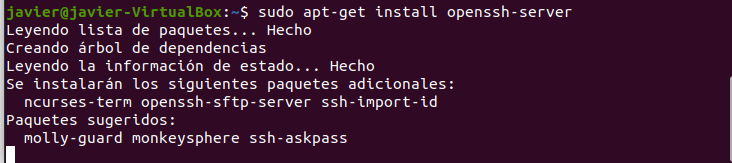 javier@javier-VirtualBox:~$ sudo apt-get install openssh-server
Leyendo lista de paquetes... Hecho
Creando árbol de dependencias
Leyendo la información de estado... Hecho
Se instalarán los siguientes paquetes adicionales:
  ncurses-term openssh-sftp-server ssh-import-id
Paquetes sugeridos:
  molly-guard monkeysphere ssh-askpass